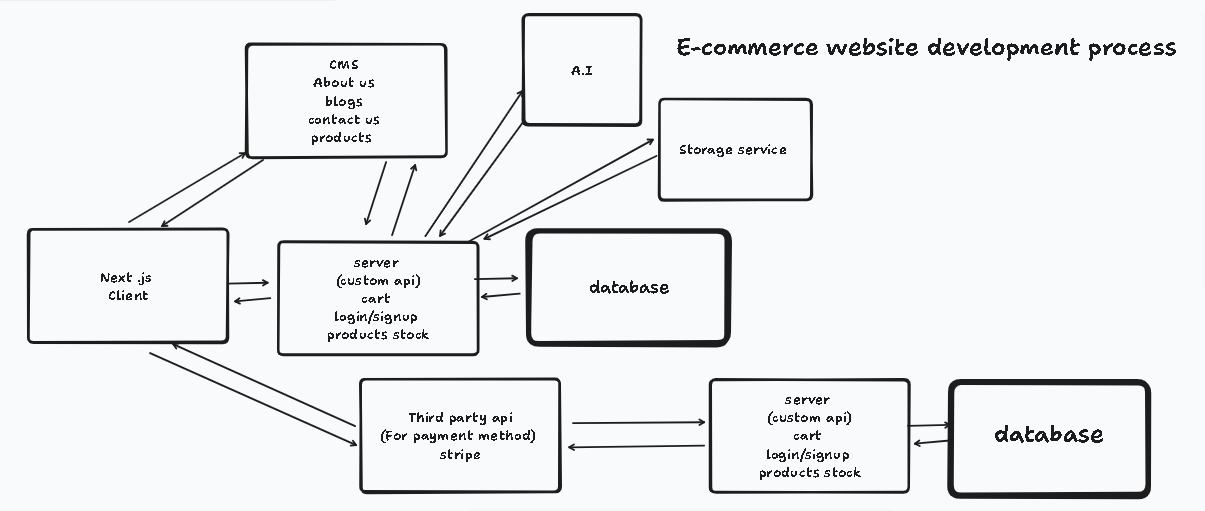 E-commerce website development process
CMS
About us
blogs
contact us
products
A.I
Storage service
Next .js
Client
server
(custom api)
cart
login/signup
products stock
database
Third party api
(For payment method)
stripe
server
(custom api)
cart
login/signup
products stock
database